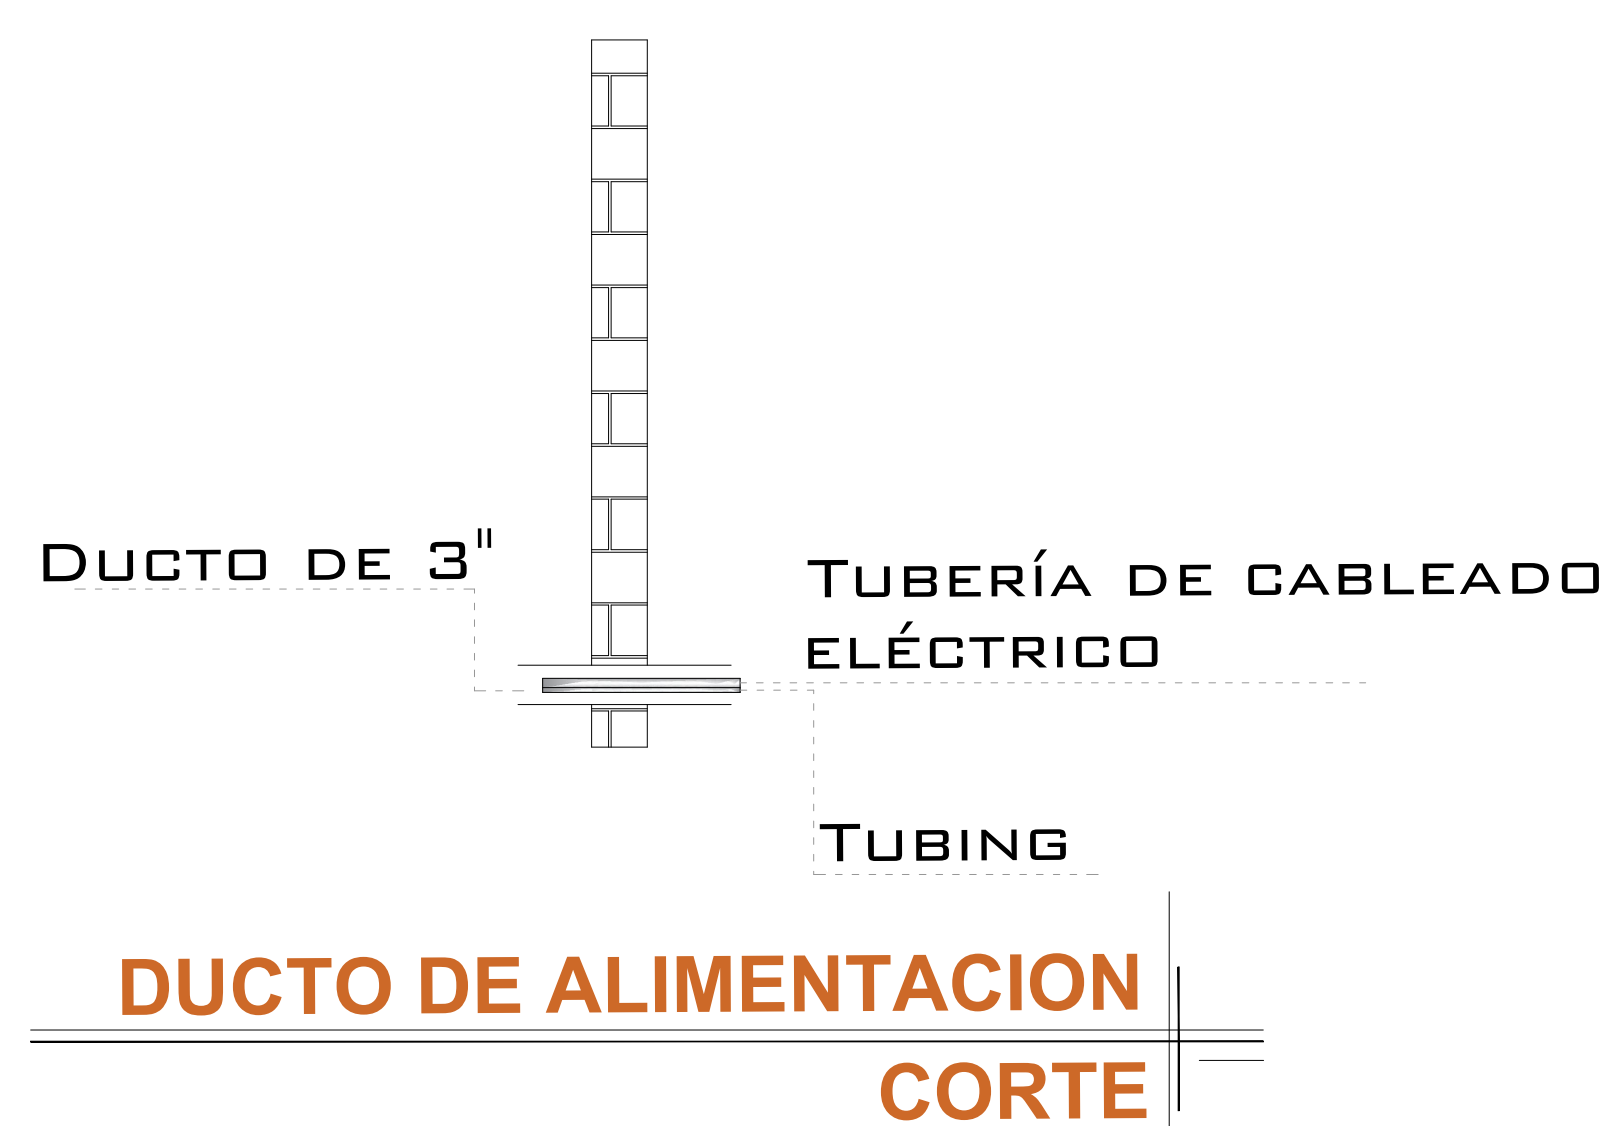 Ducto de 3"
Tubería de cableado
eléctrico
Tubing
DUCTO DE ALIMENTACION
CORTE